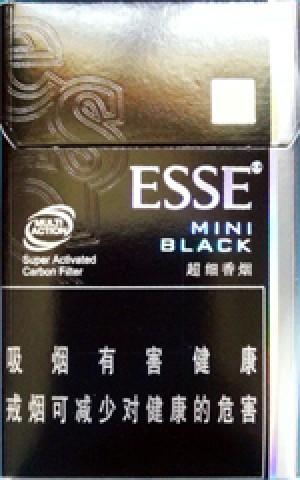 ESSE
MINI
BLACK
超细香烟
MULTI
ACTION
Super Activated
Carbon Filter
吸烟有害健康
戒烟可减少对健康的危害